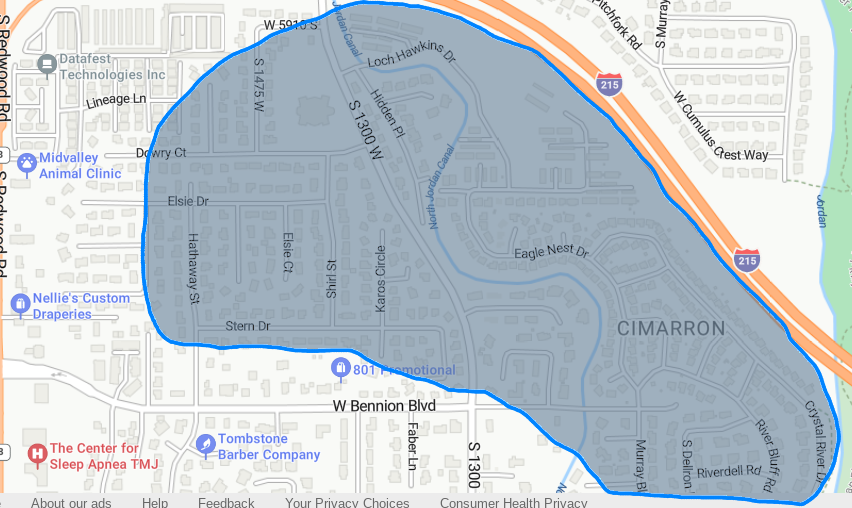 W 5910 S
Jordan Canal
Loch Hawkins Dr
Pitchfork Rd
S Murray
S Redwood Rd
Datafest
Technologies Inc
S 1475 W
215
Lineage Ln
Hidden Pl
S 1300 W
W Cumulus C
rest Way
Dowry Ct
Midvalley
Animal Clinic
North Jordan Canal
Jordan
S Redwood Rd
Elsie Dr
Hathaway St
Elsie Ct
Shirl St
Karos Circle
Eagle Nest Dr
215
Nellie's Custom
Draperies
Stern Dr
CIMARRON
801 Promotional
W Bennion Blvd
Faber Ln
S 1300
Tombstone
Barber Company
The Center for
Sleep Apnea TMJ
Murray Bl
S Dellron
Riverdell Rd
River Bluff Rd
Crystal River Dr
About our ads
Help
Feedback
Your Privacy Choices
Consumer Health Privacy